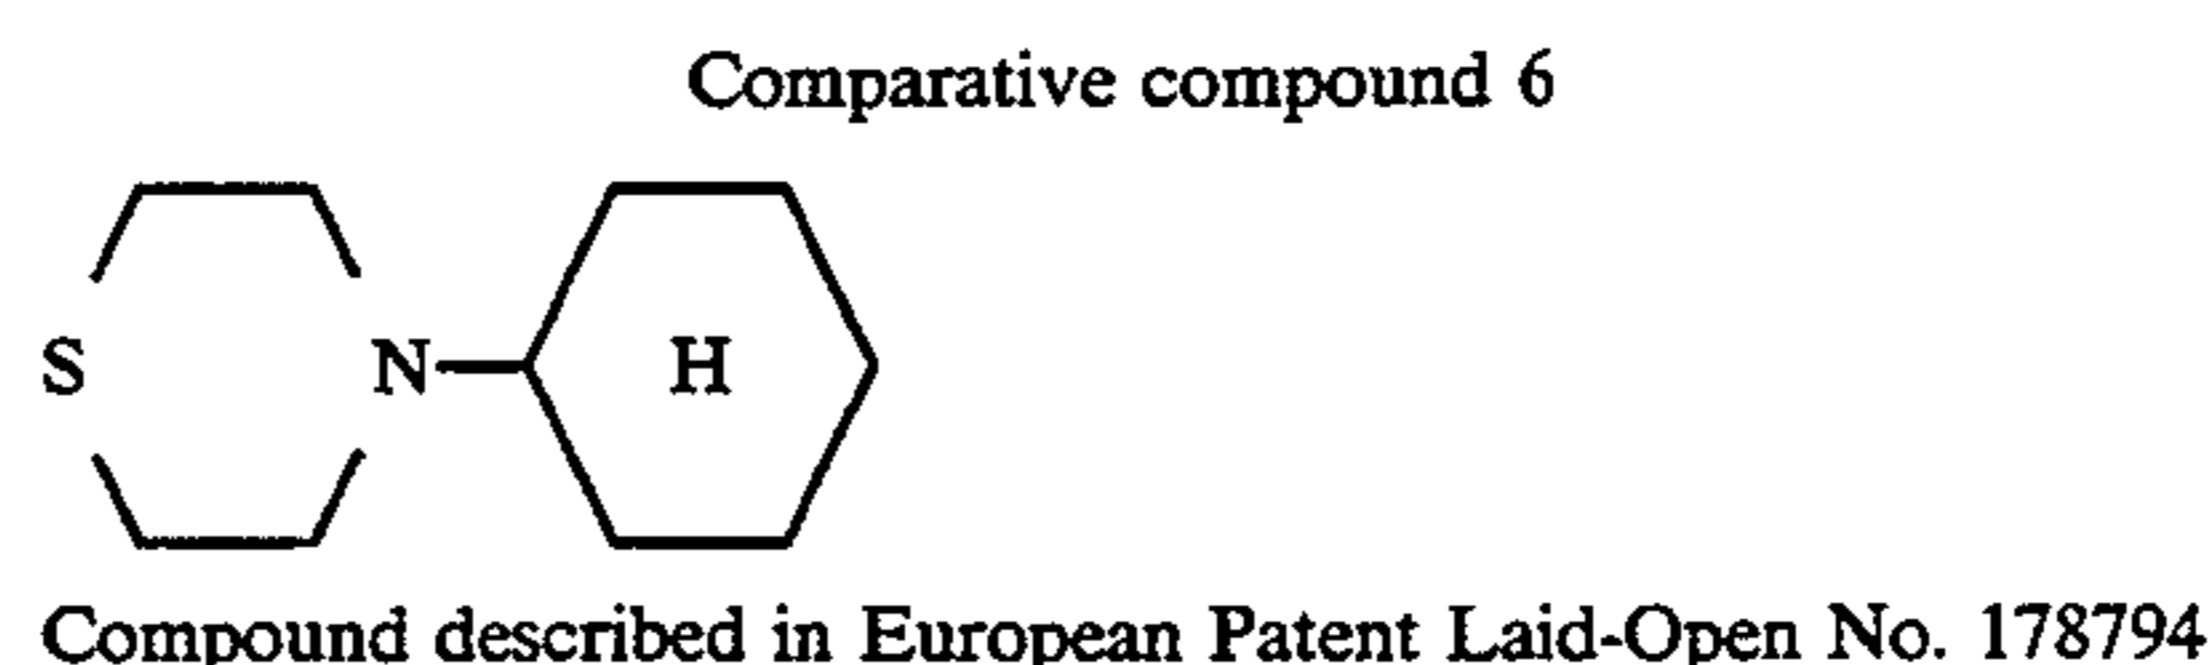 Comparative compound 6
S N H
Compound described in European Patent Laid-Open No. 178794